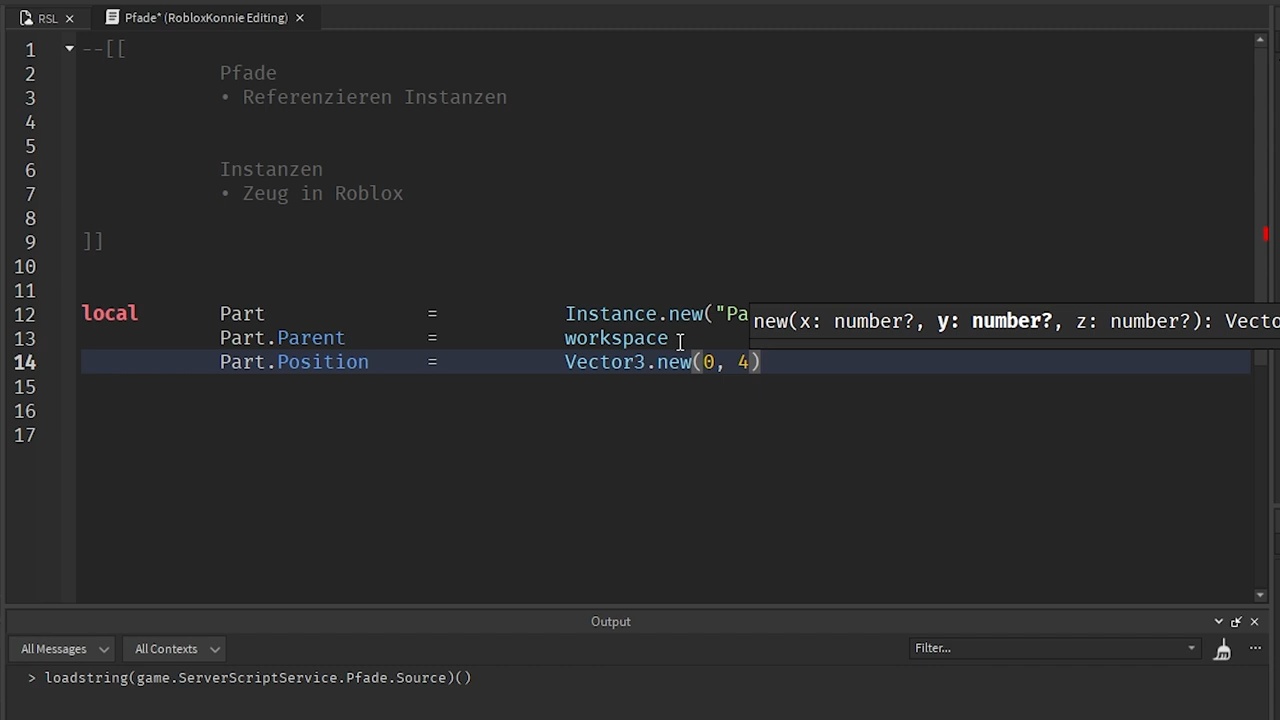 RSL ×
Pfade* (RobloxKonnie Editing) ×
1 --[[
2 Pfade
3 • Referenzieren Instanzen
4
5
6 Instanzen
7 • Zeug in Roblox
8
9 ]]
10
11
12 local Part = Instance.new("Pa
new(x: number?, y: number?, z: number?): Vecto
13 Part.Parent = workspace
14 Part.Position = Vector3.new(0, 4)
15
16
17
Output
All Messages All Contexts Filter... ...
> loadstring(game.ServerScriptService.Pfade.Source)()